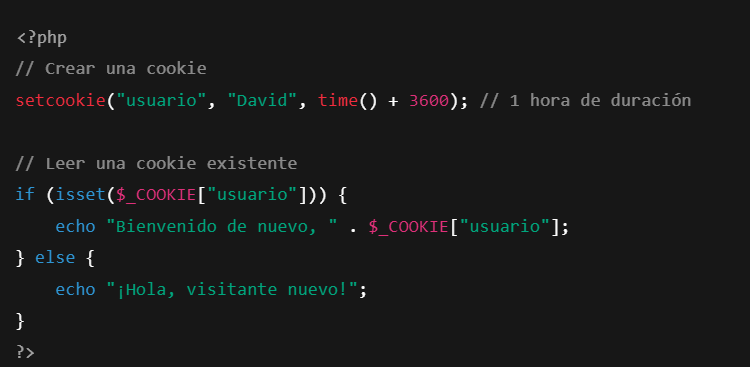 <?php
// Crear una cookie
setcookie("usuario", "David", time() + 3600); // 1 hora de duración
// Leer una cookie existente
if (isset($_COOKIE["usuario"])) {
    echo "Bienvenido de nuevo, " . $_COOKIE["usuario"];
} else {
    echo "¡Hola, visitante nuevo!";
}
?>